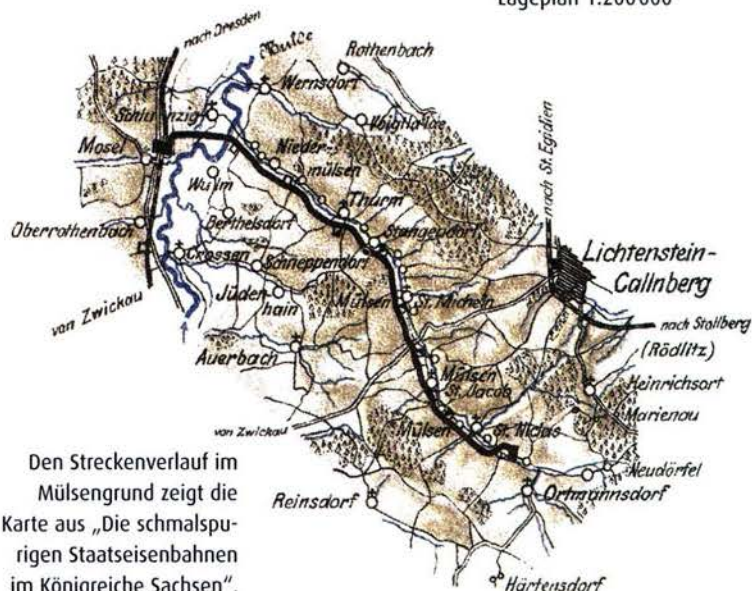 Lageplan 1:200000
nach Dresden
Mulde
Rothenbach
Wernsdorf
Schlunzig
Voigtlaide
Mosel
Nieder-
mülsen
nach St. Egidien
Wulm
Thurm
Oberrothenbach
Berthelsdorf
Stangendorf
Lichtenstein-
Callnberg
Crossen
Schneppendorf
Jüden-
hain
Mülsen
St. Micheln
von Zwickau
nach Stollberg
(Rödlitz)
Auerbach
Mülsen
St. Jacob
Heinrichsort
Marienau
von Zwickau
Mülsen
St. Niclas
Neudörfel
Reinsdorf
Ortmannsdorf
Härtensdorf
Den Streckenverlauf im
Mülsengrund zeigt die
Karte aus „Die schmalspu-
rigen Staatseisenbahnen
im Königreiche Sachsen“.